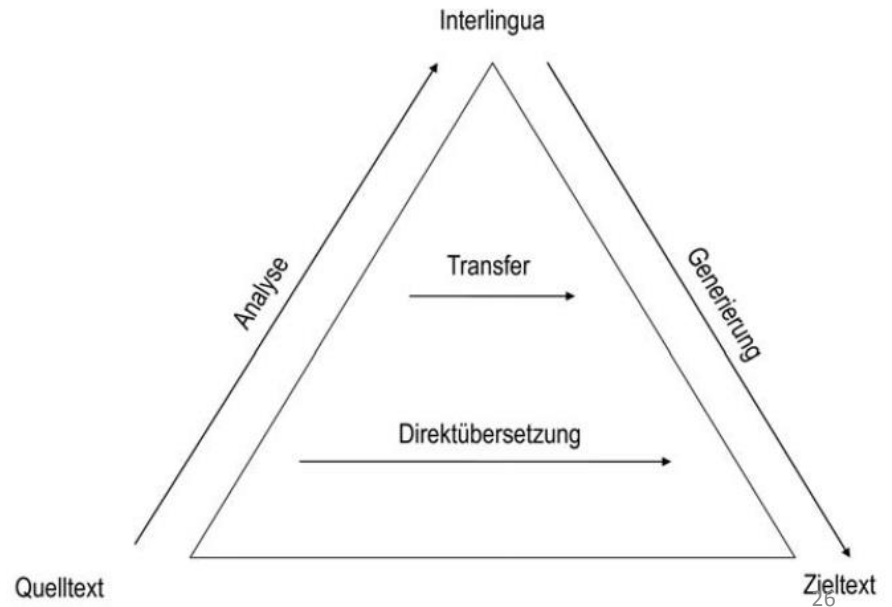 Interlingua
Analyse
Transfer
Generierung
Direktübersetzung
Quelltext
Zieltext
26